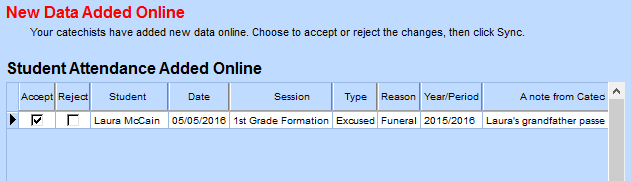 New Data Added Online
Your catechists have added new data online. Choose to accept or reject the changes, then click Sync.
Student Attendance Added Online
Accept Reject Student Date Session Type Reason Year/Period A note from Catec
Laura McCain 05/05/2016 1st Grade Formation Excused Funeral 2015/2016 Laura's grandfather passe